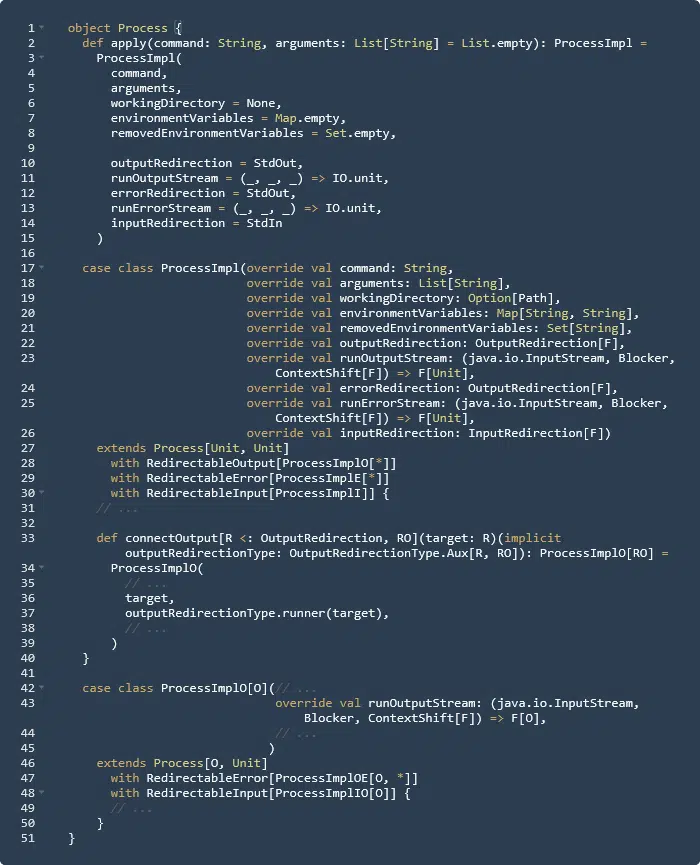 1 object Process {
2   def apply(command: String, arguments: List[String] = List.empty): ProcessImpl =
3     ProcessImpl(
4       command,
5       arguments,
6       workingDirectory = None,
7       environmentVariables = Map.empty,
8       removedEnvironmentVariables = Set.empty,
9
10       outputRedirection = StdOut,
11       runOutputStream = (_, _, _) => IO.unit,
12       errorRedirection = StdOut,
13       runErrorStream = (_, _, _) => IO.unit,
14       inputRedirection = StdIn
15     )
16
17   case class ProcessImpl(override val command: String,
18                          override val arguments: List[String],
19                          override val workingDirectory: Option[Path],
20                          override val environmentVariables: Map[String, String],
21                          override val removedEnvironmentVariables: Set[String],
22                          override val outputRedirection: OutputRedirection[F],
23                          override val runOutputStream: (java.io.InputStream, Blocker,
                              ContextShift[F]) => F[Unit],
24                          override val errorRedirection: OutputRedirection[F],
25                          override val runErrorStream: (java.io.InputStream, Blocker,
                              ContextShift[F]) => F[Unit],
26                          override val inputRedirection: InputRedirection[F])
27     extends Process[Unit, Unit]
28       with RedirectableOutput[ProcessImplO[*]]
29       with RedirectableError[ProcessImplE[*]]
30       with RedirectableInput[ProcessImplI]] {
31     // ...
32
33     def connectOutput[R <: OutputRedirection, RO](target: R)(implicit
         outputRedirectionType: OutputRedirectionType.Aux[R, RO]): ProcessImplO[RO] =
34       ProcessImplO(
35         // ...
36         target,
37         outputRedirectionType.runner(target),
38         // ...
39       )
40   }
41
42   case class ProcessImplO[O](// ...
43                              override val runOutputStream: (java.io.InputStream,
                                  Blocker, ContextShift[F]) => F[O],
44                              // ...
45                             )
46     extends Process[O, Unit]
47       with RedirectableError[ProcessImplOE[O, *]]
48       with RedirectableInput[ProcessImplIO[O]] {
49       // ...
50     }
51 }